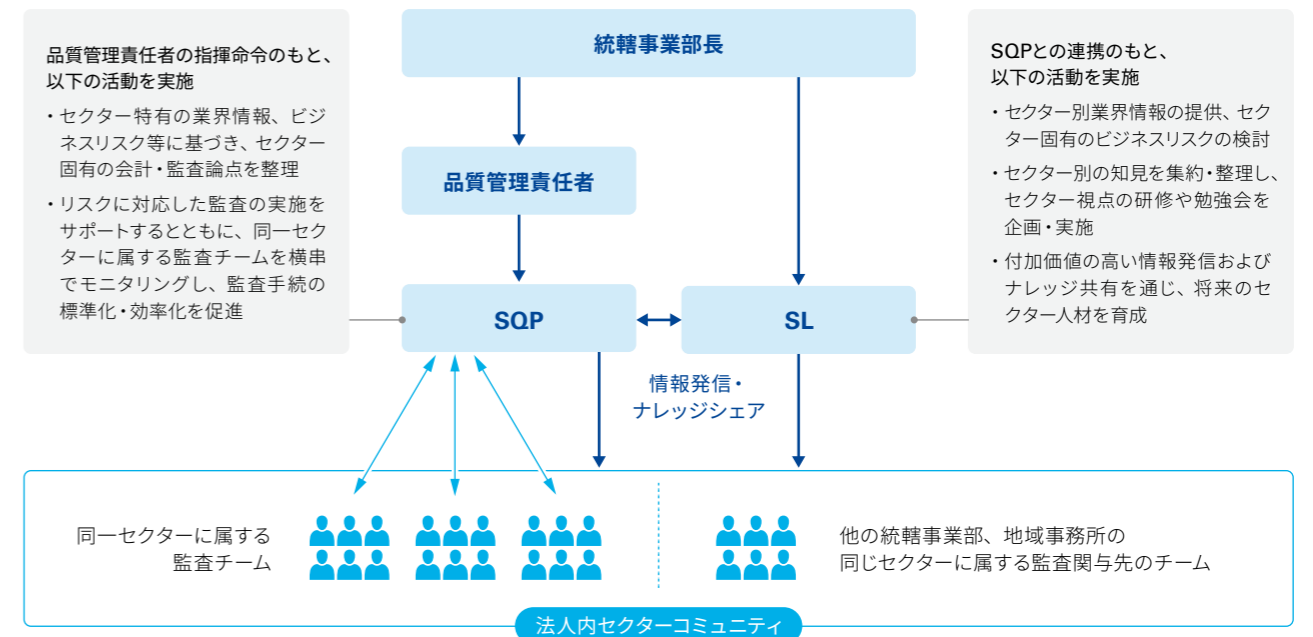 品質管理責任者の指揮命令のもと、
以下の活動を実施
・セクター特有の業界情報、ビジ
ネスリスク等に基づき、セクター
固有の会計・監査論点を整理
・リスクに対応した監査の実施を
サポートするとともに、同一セク
ターに属する監査チームを横串
でモニタリングし、監査手続の
標準化・効率化を促進
統轄事業部長
品質管理責任者
SQP
SL
SQPとの連携のもと、
以下の活動を実施
・セクター別業界情報の提供、セク
ター固有のビジネスリスクの検討
・セクター別の知見を集約・整理し、
セクター視点の研修や勉強会を
企画・実施
・付加価値の高い情報発信および
ナレッジ共有を通じ、将来のセ
クター人材を育成
情報発信・
ナレッジシェア
同一セクターに属する
監査チーム
他の統轄事業部、地域事務所の
同じセクターに属する監査関与先のチーム
法人内セクターコミュニティ